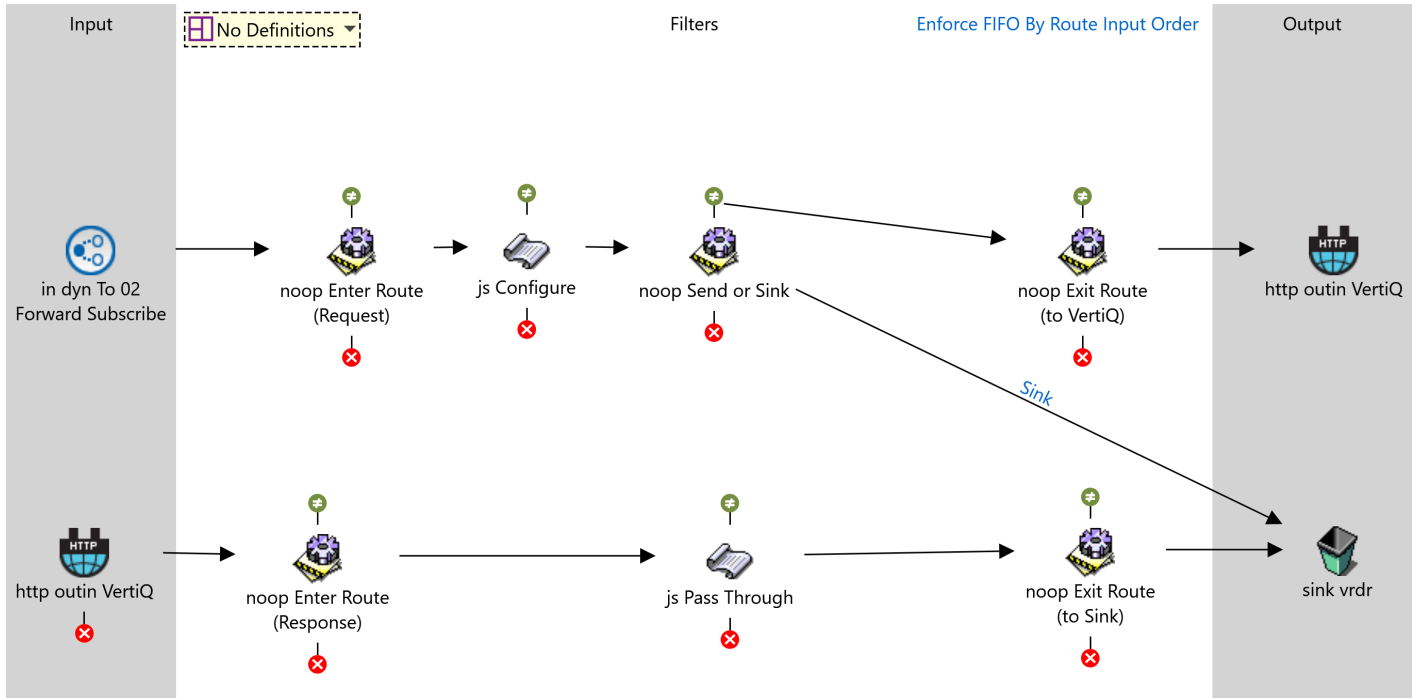 Input
No Definitions
Filters
Enforce FIFO By Route Input Order
Output
in dyn To 02
Forward Subscribe
noop Enter Route
(Request)
js Configure
noop Send or Sink
noop Exit Route
(to VertiQ)
HTTP
http outin VertiQ
Sink
HTTP
http outin VertiQ
noop Enter Route
(Response)
js Pass Through
noop Exit Route
(to Sink)
sink vrdr